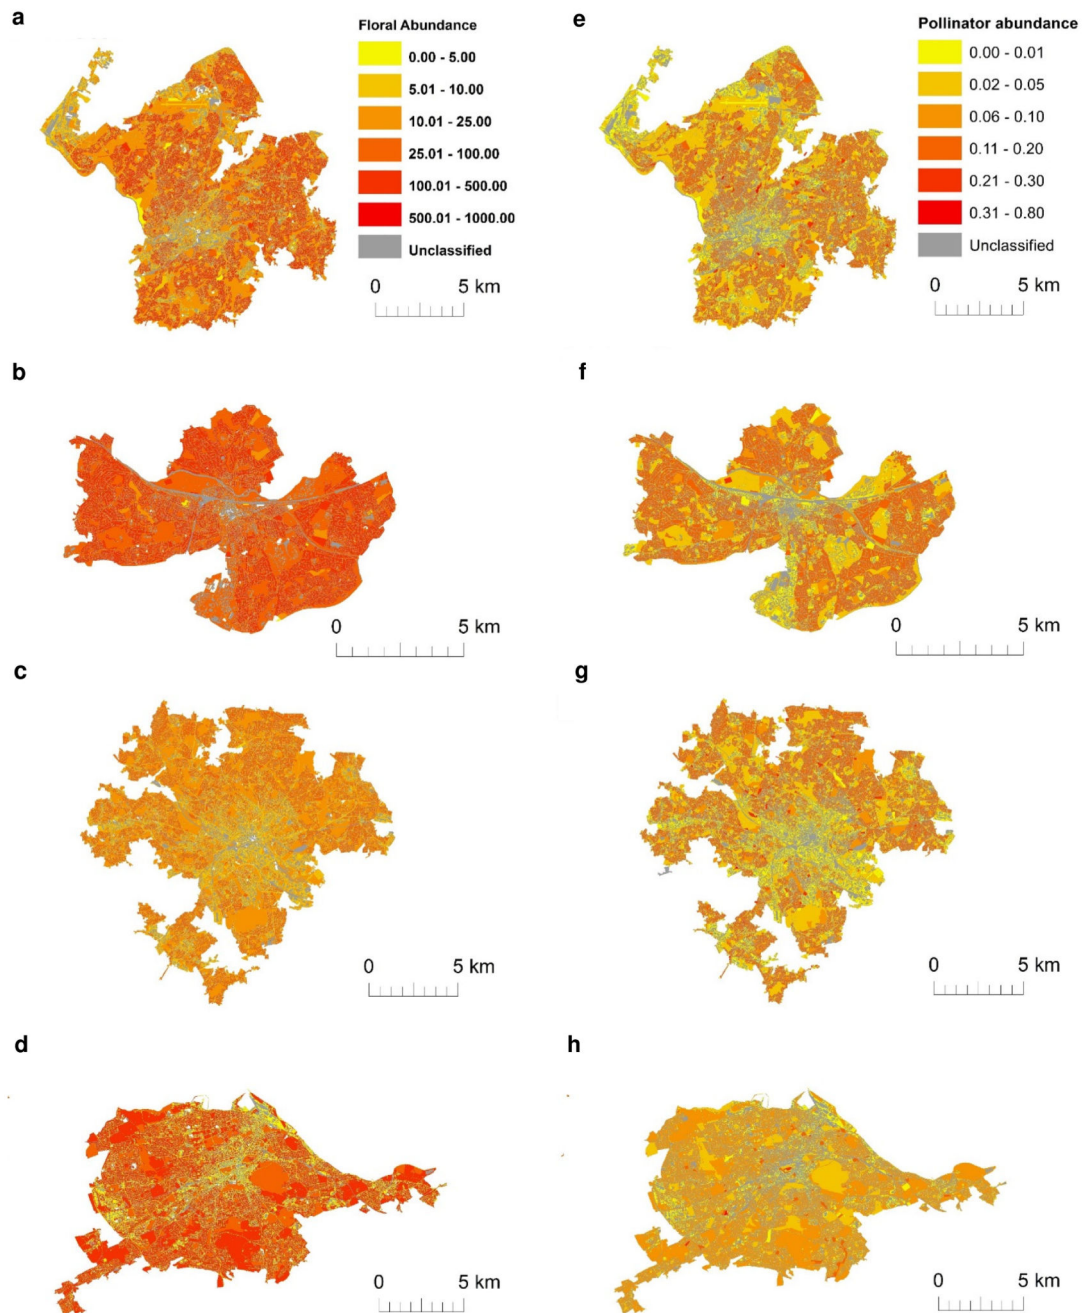 a
Floral Abundance
0.00 - 5.00
5.01 - 10.00
10.01 - 25.00
25.01 - 100.00
100.01 - 500.00
500.01 - 1000.00
Unclassified
0 5 km
e
Pollinator abundance
0.00 - 0.01
0.02 - 0.05
0.06 - 0.10
0.11 - 0.20
0.21 - 0.30
0.31 - 0.80
Unclassified
0 5 km
b
0 5 km
f
0 5 km
c
0 5 km
g
0 5 km
d
0 5 km
h
0 5 km